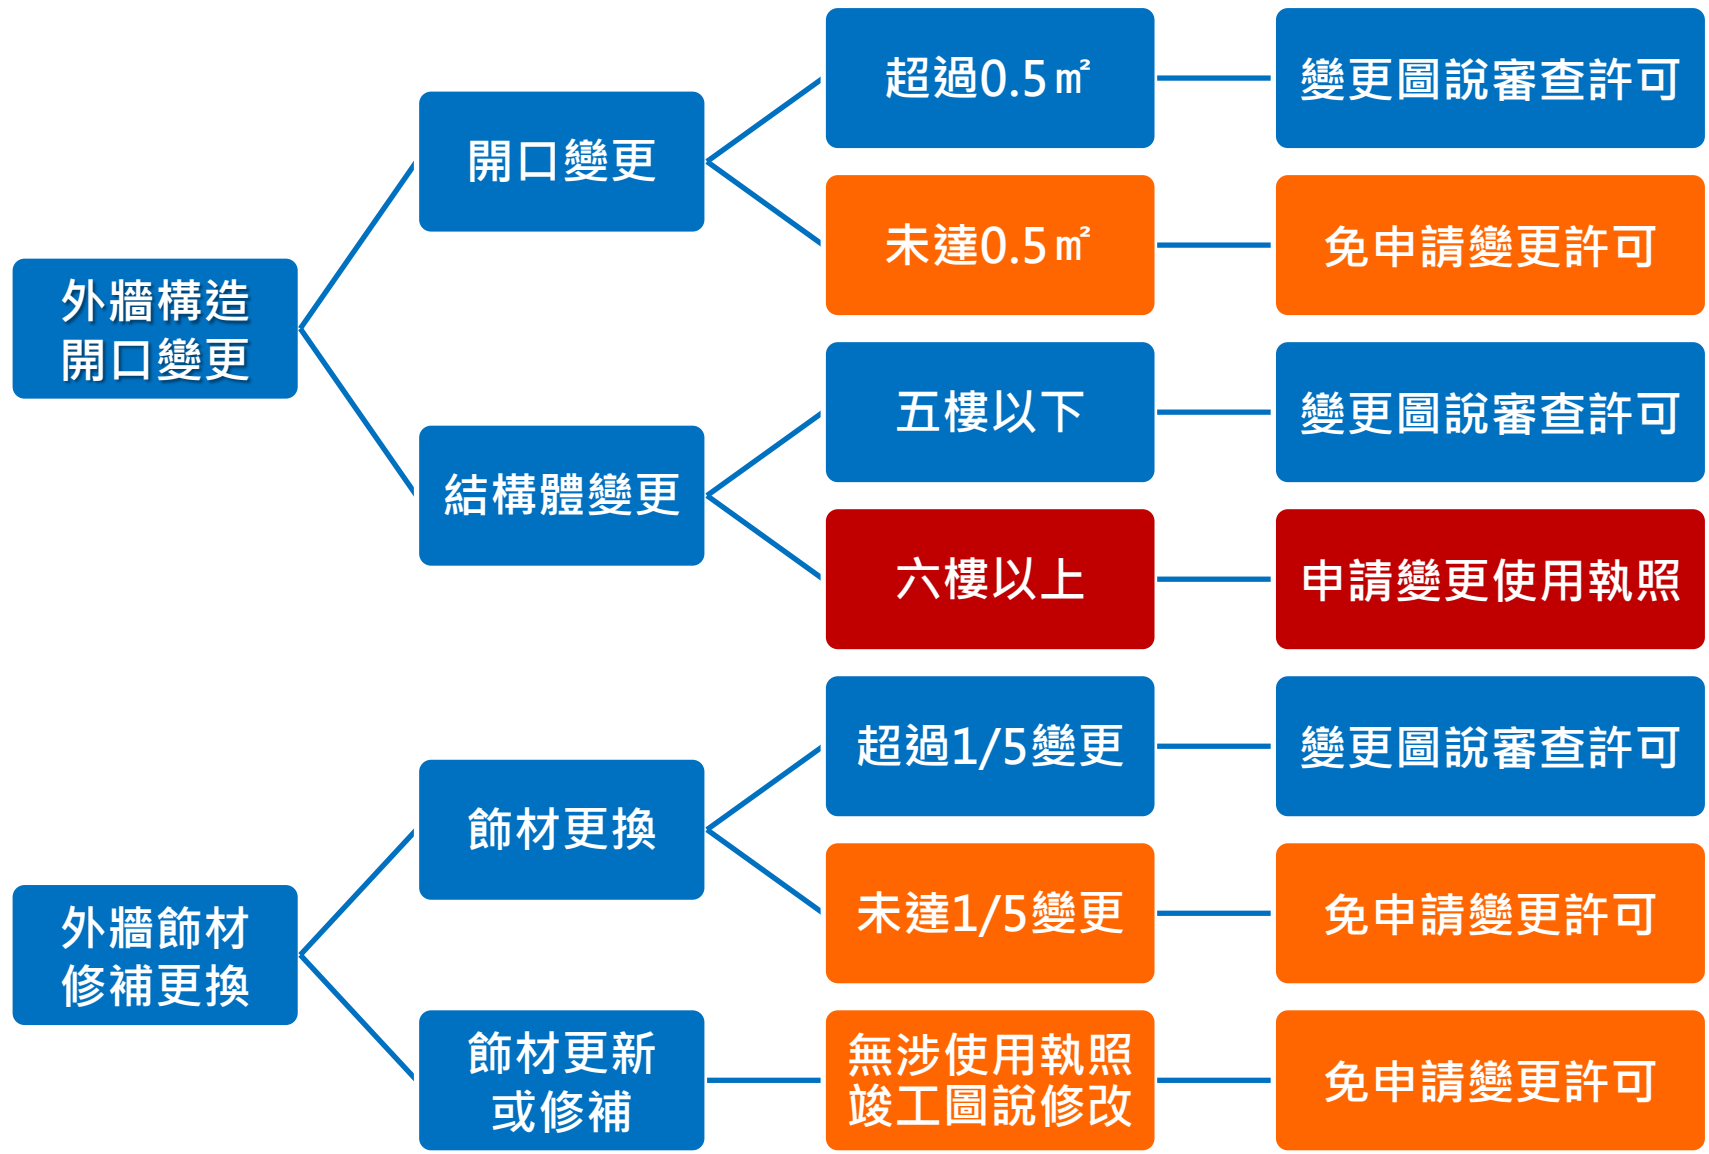 外牆構造
開口變更
開口變更
超過0.5㎡
變更圖說審查許可
未達0.5㎡
免申請變更許可
結構體變更
五樓以下
變更圖說審查許可
六樓以上
申請變更使用執照
外牆飾材
修補更換
飾材更換
超過1/5變更
變更圖說審查許可
未達1/5變更
免申請變更許可
飾材更新
或修補
無涉使用執照
竣工圖說修改
免申請變更許可